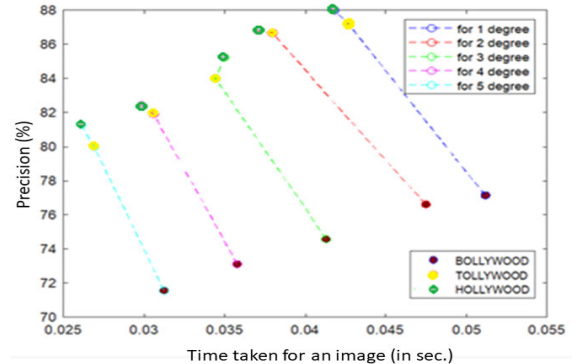 88
86
84
82
80
78
76
74
72
70
Precision (%)
for 1 degree
for 2 degree
for 3 degree
for 4 degree
for 5 degree
BOLLYWOOD
TOLLYWOOD
HOLLYWOOD
0.025 0.03 0.035 0.04 0.045 0.05 0.055
Time taken for an image (in sec.)